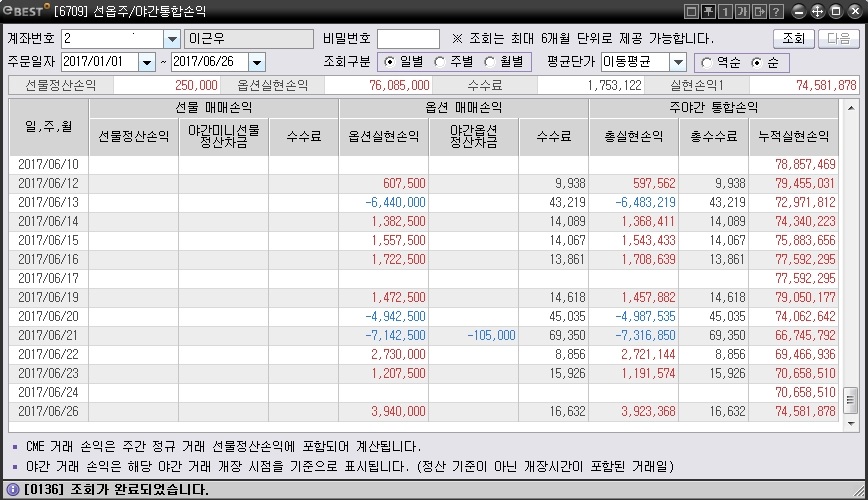 eBEST [6709] 선옵주/야간통합손익
계좌번호 2 이근우 비밀번호 ※ 조회는 최대 6개월 단위로 제공 가능합니다. 조회 다음
주문일자 2017/01/01 ~ 2017/06/26 조회구분 일별 주별 월별 평균단가 이동평균 역순 순
선물정산손익 250,000 옵션실현손익 76,085,000 수수료 1,753,122 실현손익1 74,581,878
일,주,월 선물 매매손익 옵션 매매손익 주야간 통합손익
선물정산손익 야간미니선물 정산차금 수수료 옵션실현손익 야간옵션 정산차금 수수료 총실현손익 총수수료 누적실현손익
2017/06/10 78,857,469
2017/06/12 607,500 9,938 597,562 9,938 79,455,031
2017/06/13 -6,440,000 43,219 -6,483,219 43,219 72,971,812
2017/06/14 1,382,500 14,089 1,368,411 14,089 74,340,223
2017/06/15 1,557,500 14,067 1,543,433 14,067 75,883,656
2017/06/16 1,722,500 13,861 1,708,639 13,861 77,592,295
2017/06/17 77,592,295
2017/06/19 1,472,500 14,618 1,457,882 14,618 79,050,177
2017/06/20 -4,942,500 45,035 -4,987,535 45,035 74,062,642
2017/06/21 -7,142,500 -105,000 69,350 -7,316,850 69,350 66,745,792
2017/06/22 2,730,000 8,856 2,721,144 8,856 69,466,936
2017/06/23 1,207,500 15,926 1,191,574 15,926 70,658,510
2017/06/24 70,658,510
2017/06/26 3,940,000 16,632 3,923,368 16,632 74,581,878
▪ CME 거래 손익은 주간 정규 거래 선물정산손익에 포함되어 계산됩니다.
▪ 야간 거래 손익은 해당 야간 거래 개장 시점을 기준으로 표시됩니다. (정산 기준이 아닌 개장시간이 포함된 거래일)
[0136] 조회가 완료되었습니다.